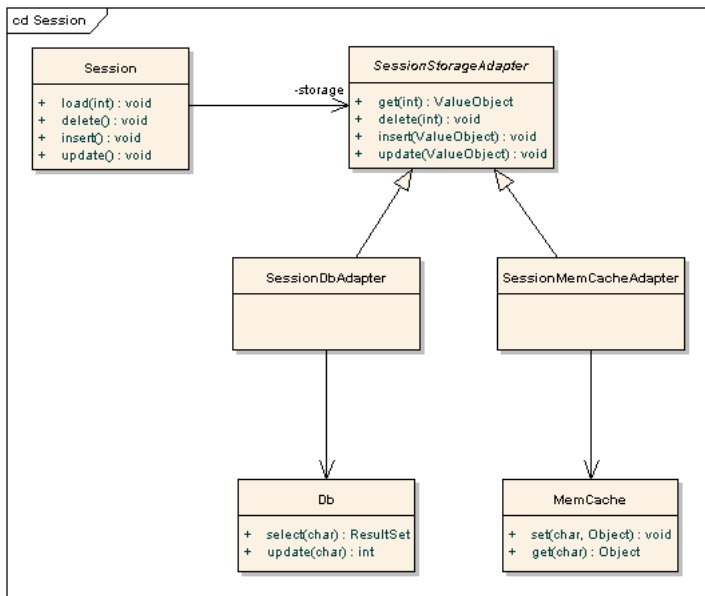 cd Session
Session
+ load(int) : void
+ delete() : void
+ insert() : void
+ update() : void
-storage
SessionStorageAdapter
+ get(int) : ValueObject
+ delete(int) : void
+ insert(ValueObject) : void
+ update(ValueObject) : void
SessionDbAdapter
SessionMemCacheAdapter
Db
+ select(char) : ResultSet
+ update(char) : int
MemCache
+ set(char, Object) : void
+ get(char) : Object